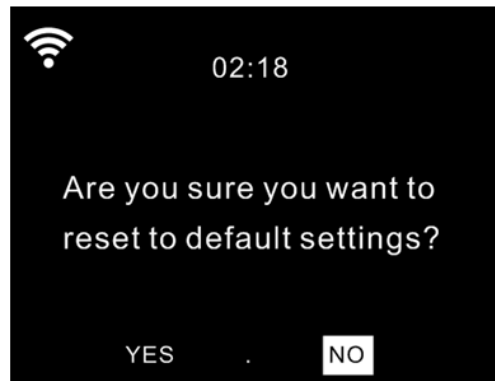 02:18
Are you sure you want to
reset to default settings?
YES . NO